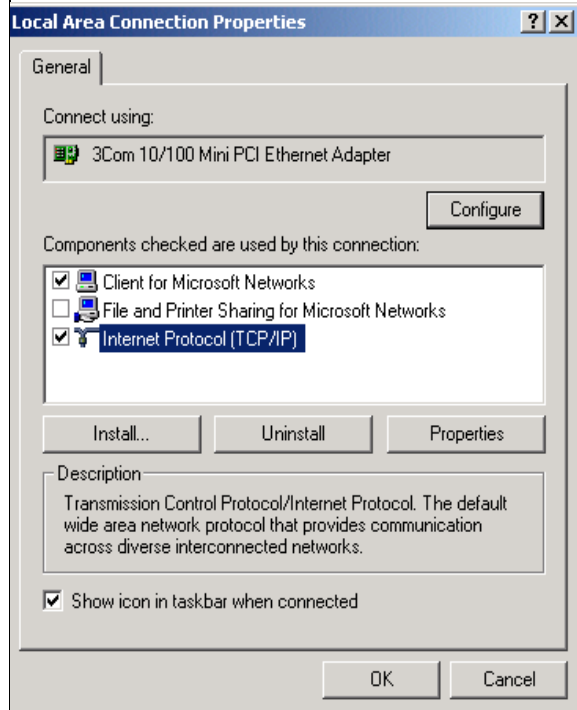 Local Area Connection Properties
General
Connect using:
3Com 10/100 Mini PCI Ethernet Adapter
Configure
Components checked are used by this connection:
Client for Microsoft Networks
File and Printer Sharing for Microsoft Networks
Internet Protocol (TCP/IP)
Install... Uninstall Properties
Description
Transmission Control Protocol/Internet Protocol. The default
wide area network protocol that provides communication
across diverse interconnected networks.
Show icon in taskbar when connected
OK Cancel